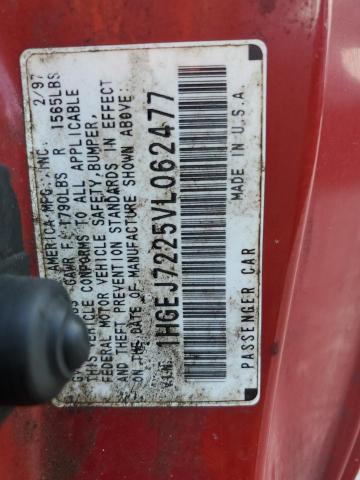 AMERICA MFG., INC. 2/97
GAWR F 1790LBS R 1565LBS
THIS VEHICLE CONFORMS TO ALL APPLICABLE
FEDERAL MOTOR VEHICLE SAFETY, BUMPER,
AND THEFT PREVENTION STANDARDS IN EFFECT
ON THE DATE OF MANUFACTURE SHOWN ABOVE.
V.I.N. 1HGEJ7225VL062477
PASSENGER CAR MADE IN U.S.A.